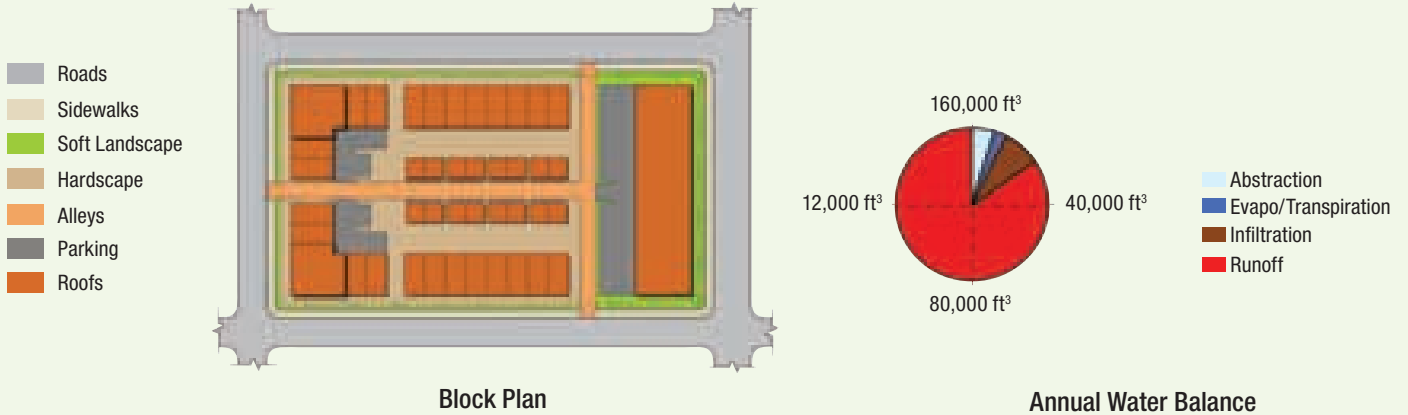 Roads
Sidewalks
Soft Landscape
Hardscape
Alleys
Parking
Roofs
Block Plan
160,000 ft³
12,000 ft³
40,000 ft³
80,000 ft³
Abstraction
Evapo/Transpiration
Infiltration
Runoff
Annual Water Balance